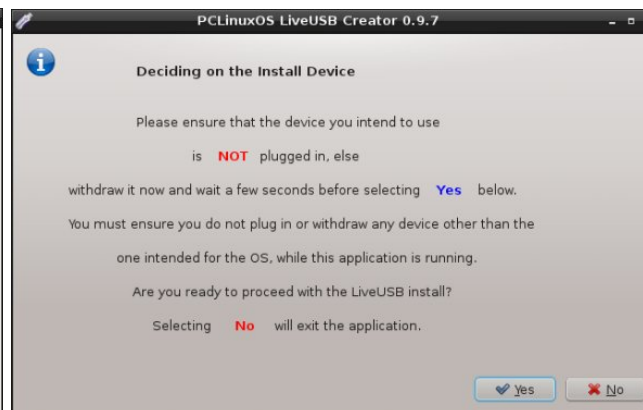 PCLinuxOS LiveUSB Creator 0.9.7
Deciding on the Install Device
Please ensure that the device you intend to use
is NOT plugged in, else
withdraw it now and wait a few seconds before selecting Yes below.
You must ensure you do not plug in or withdraw any device other than the
one intended for the OS, while this application is running.
Are you ready to proceed with the LiveUSB install?
Selecting No will exit the application.
Yes No